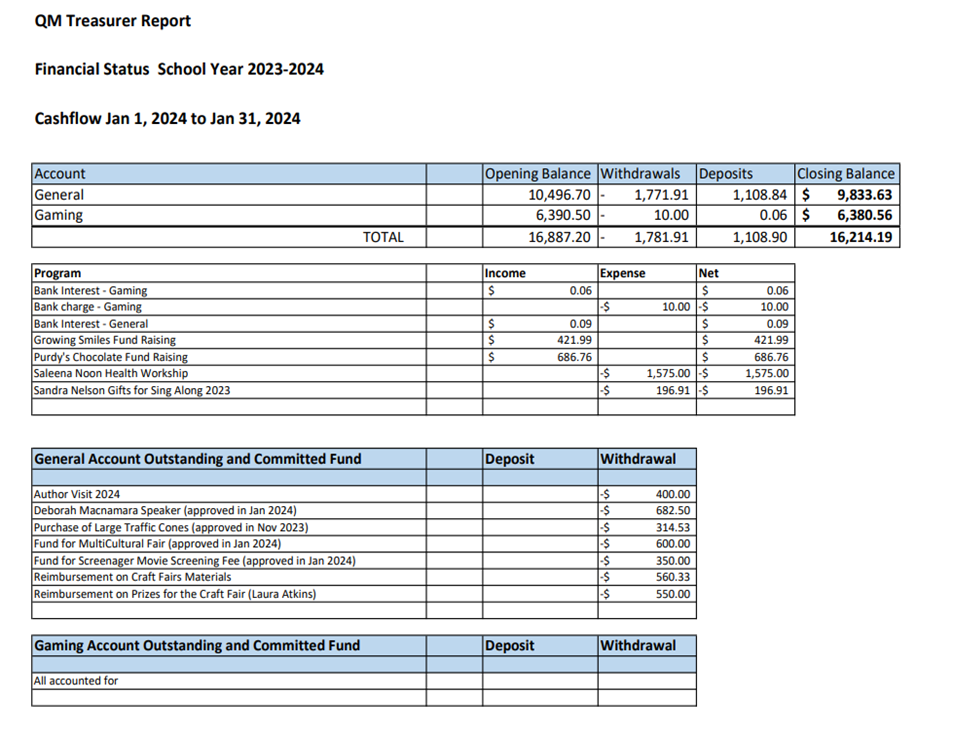 QM Treasurer Report
Financial Status School Year 2023-2024
Cashflow Jan 1, 2024 to Jan 31, 2024
Account Opening Balance Withdrawals Deposits Closing Balance
General 10,496.70 - 1,771.91 1,108.84 $ 9,833.63
Gaming 6,390.50 - 10.00 0.06 $ 6,380.56
TOTAL 16,887.20 - 1,781.91 1,108.90 16,214.19
Program Income Expense Net
Bank Interest - Gaming $ 0.06 $ 0.06
Bank charge - Gaming -$ 10.00 -$ 10.00
Bank Interest - General $ 0.09 $ 0.09
Growing Smiles Fund Raising $ 421.99 $ 421.99
Purdy's Chocolate Fund Raising $ 686.76 $ 686.76
Saleena Noon Health Workship -$ 1,575.00 -$ 1,575.00
Sandra Nelson Gifts for Sing Along 2023 -$ 196.91 -$ 196.91
General Account Outstanding and Committed Fund Deposit Withdrawal
Author Visit 2024 -$ 400.00
Deborah Macnamara Speaker (approved in Jan 2024) -$ 682.50
Purchase of Large Traffic Cones (approved in Nov 2023) -$ 314.53
Fund for MultiCultural Fair (approved in Jan 2024) -$ 600.00
Fund for Screenager Movie Screening Fee (approved in Jan 2024) -$ 350.00
Reimbursement on Craft Fairs Materials -$ 560.33
Reimbursement on Prizes for the Craft Fair (Laura Atkins) -$ 550.00
Gaming Account Outstanding and Committed Fund Deposit Withdrawal
All accounted for